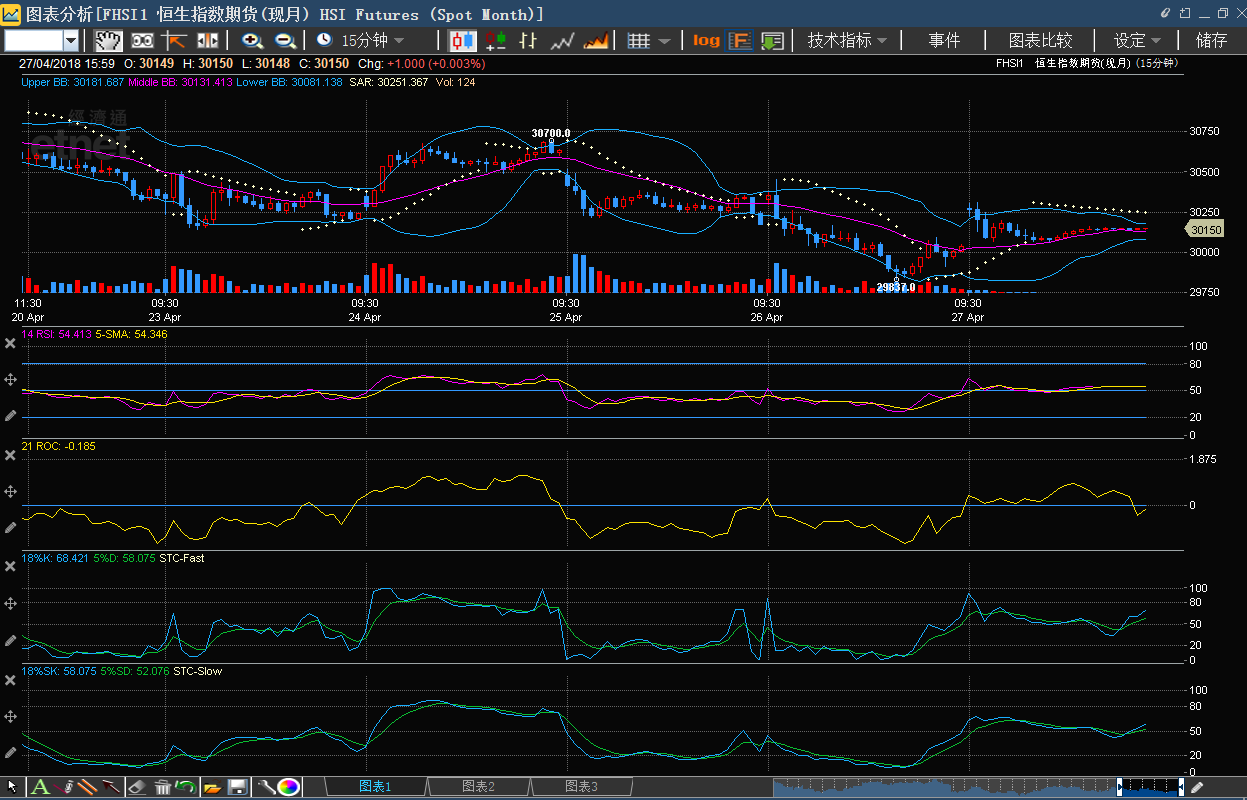 图表分析[FHSI1 恒生指数期货(现月) HSI Futures (Spot Month)]
15分钟 log F 技术指标 事件 图表比较 设定 储存
27/04/2018 15:59 O: 30149 H: 30150 L: 30148 C: 30150 Chg: +1.000 (+0.003%) FHSI1 恒生指数期货(现月) (15分钟)
Upper BB: 30181.687 Middle BB: 30131.413 Lower BB: 30081.138 SAR: 30251.367 Vol: 124
經濟通
etnet
30700.0
30750
30500
30250
30150
30000
29837.0
29750
11:30 09:30 09:30 09:30 09:30 09:30
20 Apr 23 Apr 24 Apr 25 Apr 26 Apr 27 Apr
14 RSI: 54.413 5-SMA: 54.346
100
80
50
20
0
21 ROC: -0.185
1.875
0
18%K: 68.421 5%D: 58.075 STC-Fast
100
80
50
20
0
18%SK: 58.075 5%SD: 52.076 STC-Slow
100
80
50
20
0
A 图表1 图表2 图表3